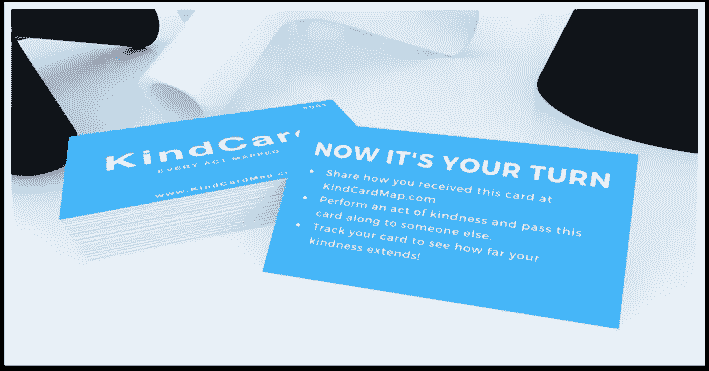 KindCar
EVERY ACT MAPPED
www.KindCardMap.c
NOW IT'S YOUR TURN
• Share how you received this card at
KindCardMap.com
• Perform an act of kindness and pass this
card along to someone else.
• Track your card to see how far your
kindness extends!